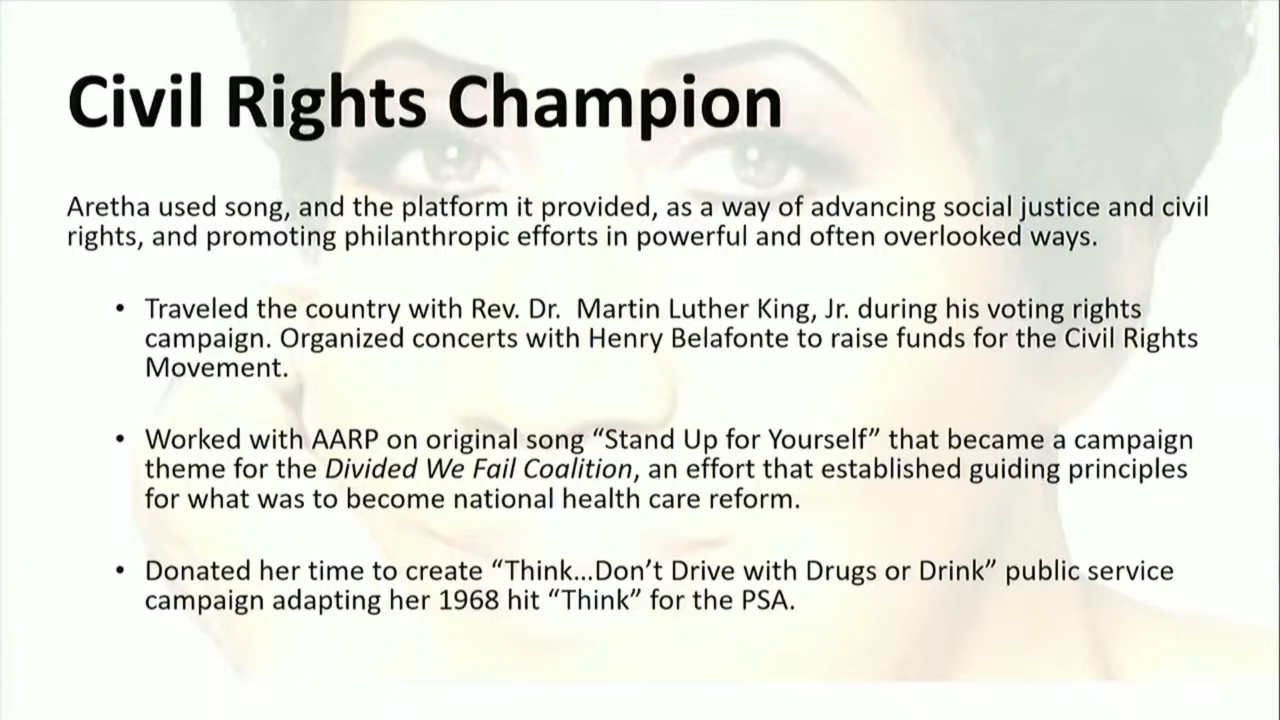 Civil Rights Champion
Aretha used song, and the platform it provided, as a way of advancing social justice and civil
rights, and promoting philanthropic efforts in powerful and often overlooked ways.
• Traveled the country with Rev. Dr.  Martin Luther King, Jr. during his voting rights
campaign. Organized concerts with Henry Belafonte to raise funds for the Civil Rights
Movement.
• Worked with AARP on original song “Stand Up for Yourself” that became a campaign
theme for the Divided We Fail Coalition, an effort that established guiding principles
for what was to become national health care reform.
• Donated her time to create “Think…Don’t Drive with Drugs or Drink” public service
campaign adapting her 1968 hit “Think” for the PSA.